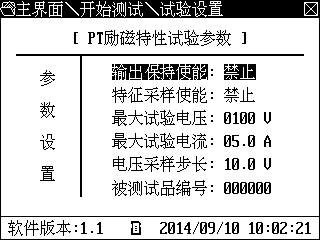 主界面\开始测试\试验设置
[ PT励磁特性试验参数 ]
参数设置
输出保持使能: 禁止
特征采样使能: 禁止
最大试验电压: 0100 V
最大试验电流: 05.0 A
电压采样步长: 10.0 V
被测试品编号: 000000
软件版本:1.1 2014/09/10 10:02:21